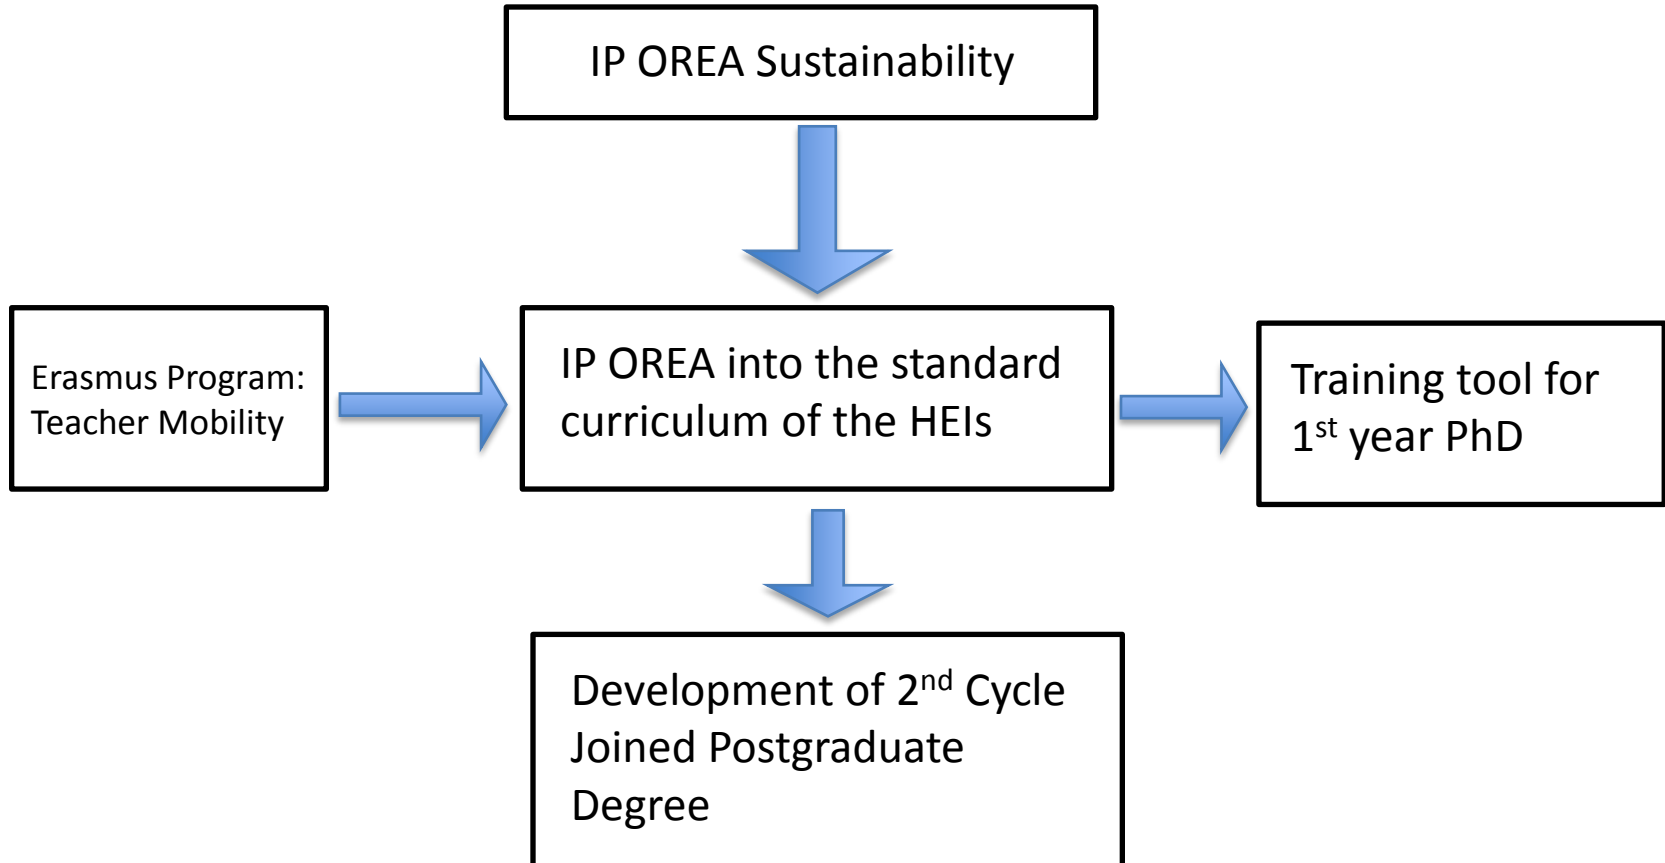 IP OREA Sustainability
Erasmus Program:
Teacher Mobility
IP OREA into the standard
curriculum of the HEIs
Training tool for
1st year PhD
Development of 2nd Cycle
Joined Postgraduate
Degree